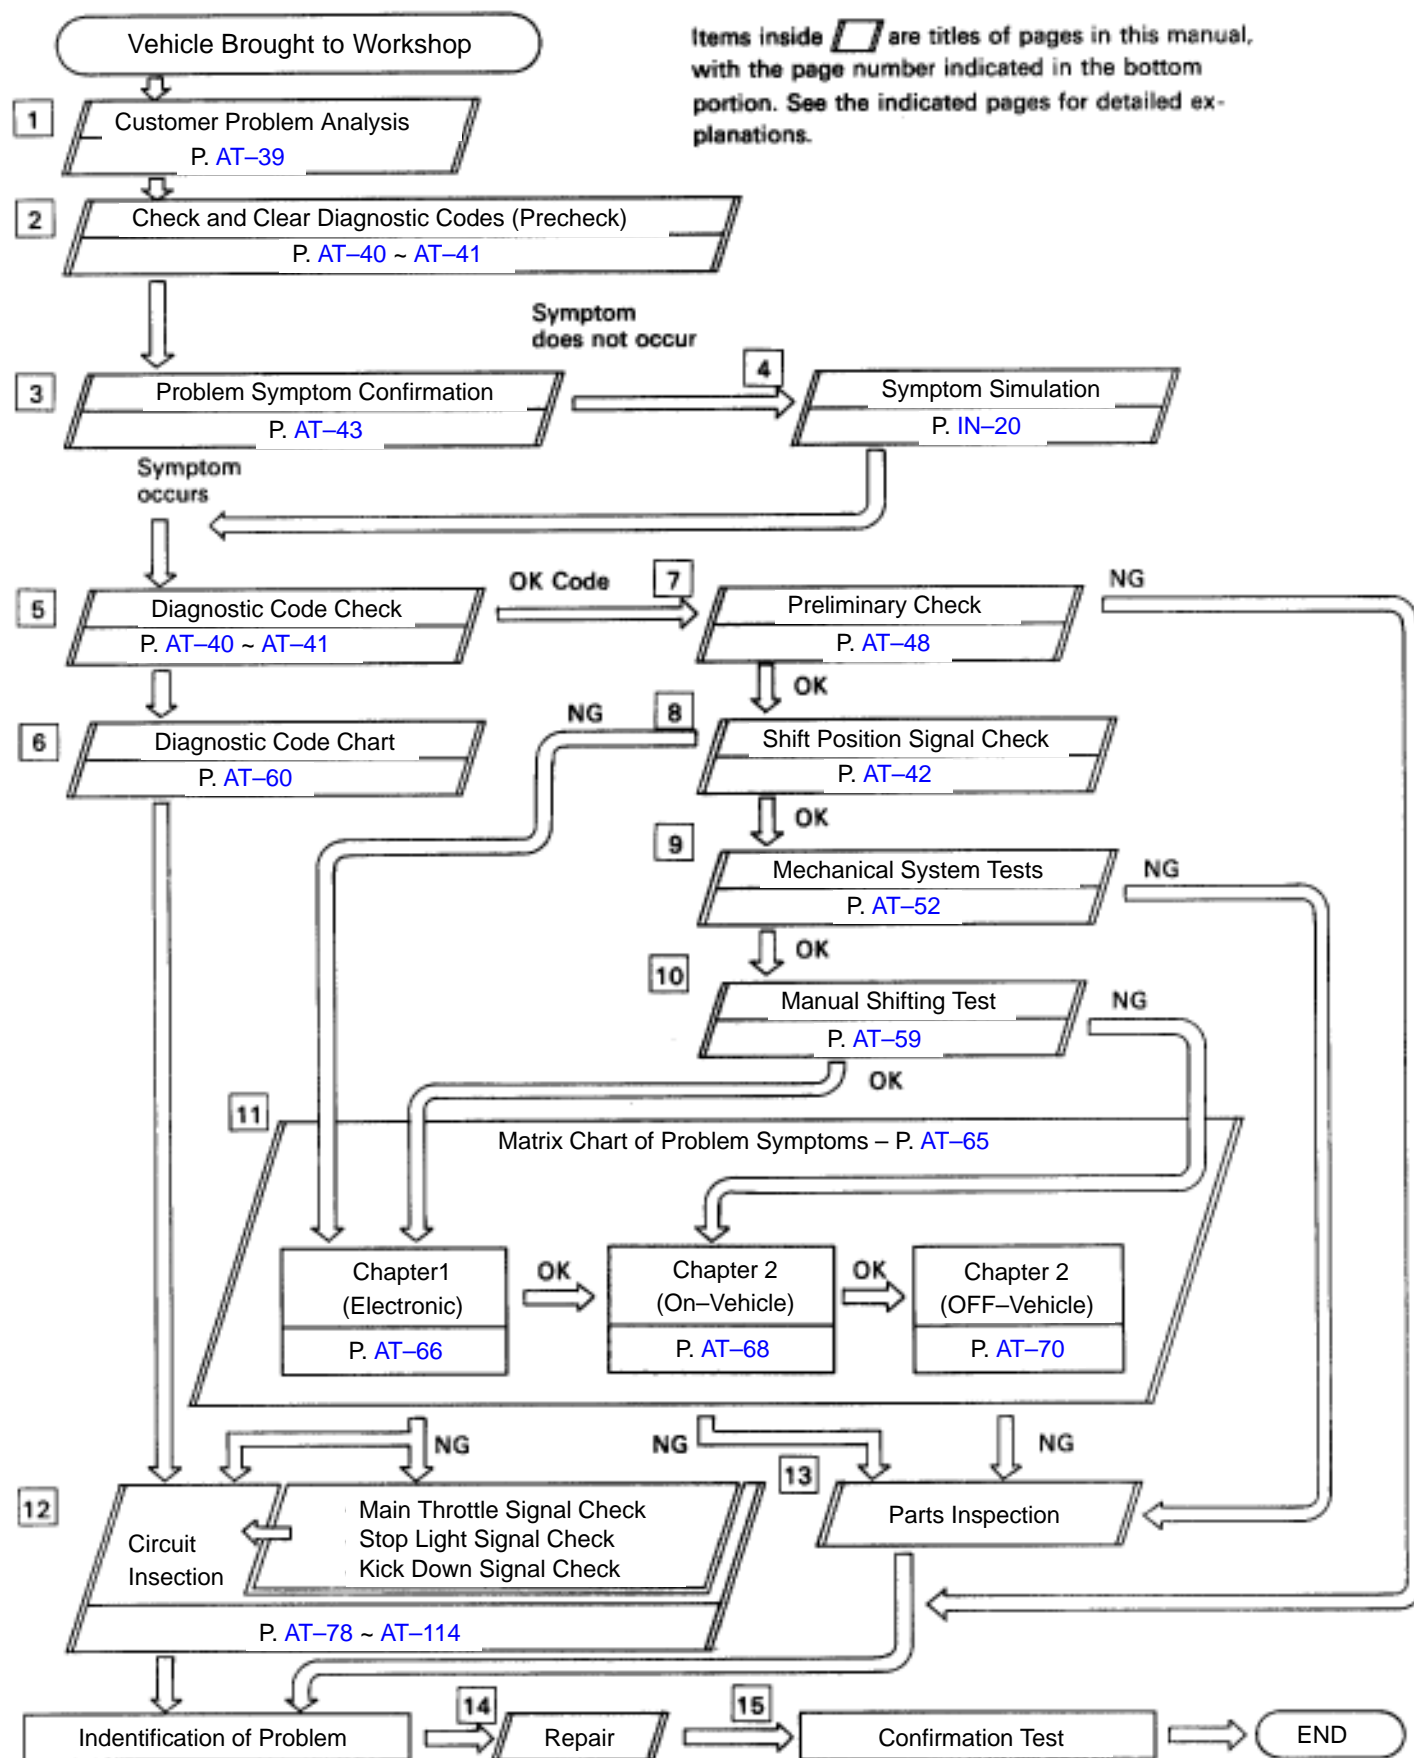 Vehicle Brought to Workshop
Items inside are titles of pages in this manual,
with the page number indicated in the bottom
portion. See the indicated pages for detailed ex-
planations.
1
Customer Problem Analysis
P. AT–39
2
Check and Clear Diagnostic Codes (Precheck)
P. AT–40 ~ AT–41
Symptom
does not occur
3
Problem Symptom Confirmation
P. AT–43
4
Symptom Simulation
P. IN–20
Symptom
occurs
5
Diagnostic Code Check
P. AT–40 ~ AT–41
OK Code
7
Preliminary Check
P. AT–48
NG
OK
6
Diagnostic Code Chart
P. AT–60
NG
8
Shift Position Signal Check
P. AT–42
OK
9
Mechanical System Tests
P. AT–52
NG
OK
10
Manual Shifting Test
P. AT–59
NG
OK
11
Matrix Chart of Problem Symptoms – P. AT–65
Chapter1
(Electronic)
P. AT–66
OK
Chapter 2
(On–Vehicle)
P. AT–68
OK
Chapter 2
(OFF–Vehicle)
P. AT–70
NG
NG
NG
12
Circuit
Insection
Main Throttle Signal Check
Stop Light Signal Check
Kick Down Signal Check
P. AT–78 ~ AT–114
13
Parts Inspection
Indentification of Problem
14
Repair
15
Confirmation Test
END